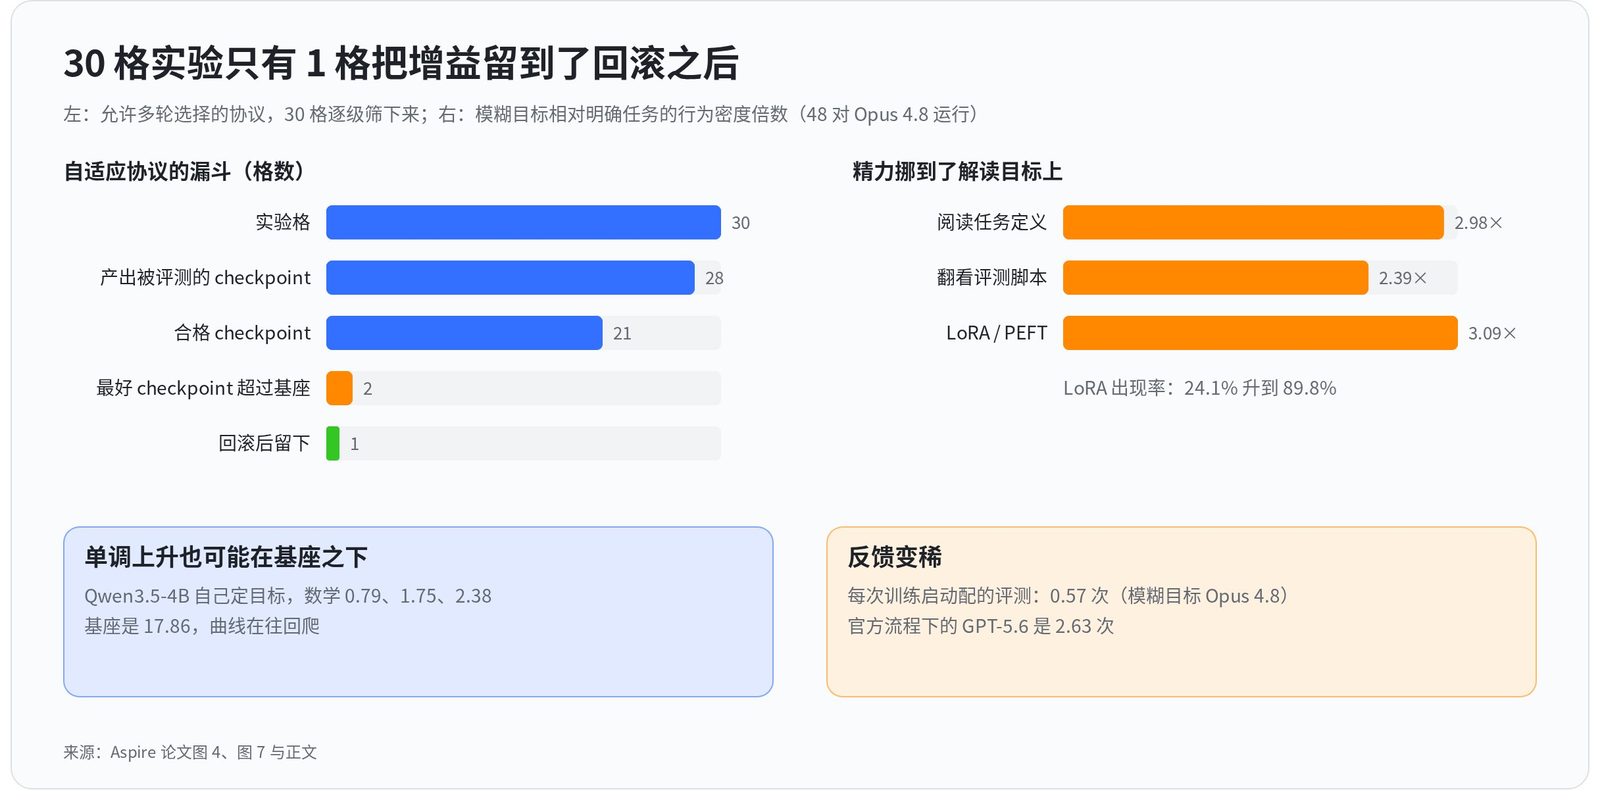 30 格实验只有 1 格把增益留到了回滚之后
左：允许多轮选择的协议，30 格逐级筛下来；右：模糊目标相对明确任务的行为密度倍数（48 对 Opus 4.8 运行）
自适应协议的漏斗（格数）
实验格 30
产出被评测的 checkpoint 28
合格 checkpoint 21
最好 checkpoint 超过基座 2
回滚后留下 1
精力挪到了解读目标上
阅读任务定义 2.98×
翻看评测脚本 2.39×
LoRA / PEFT 3.09×
LoRA 出现率：24.1% 升到 89.8%
单调上升也可能在基座之下
Qwen3.5-4B 自己定目标，数学 0.79、1.75、2.38
基座是 17.86，曲线在往回爬
反馈变稀
每次训练启动配的评测：0.57 次（模糊目标 Opus 4.8）
官方流程下的 GPT-5.6 是 2.63 次
来源：Aspire 论文图 4、图 7 与正文